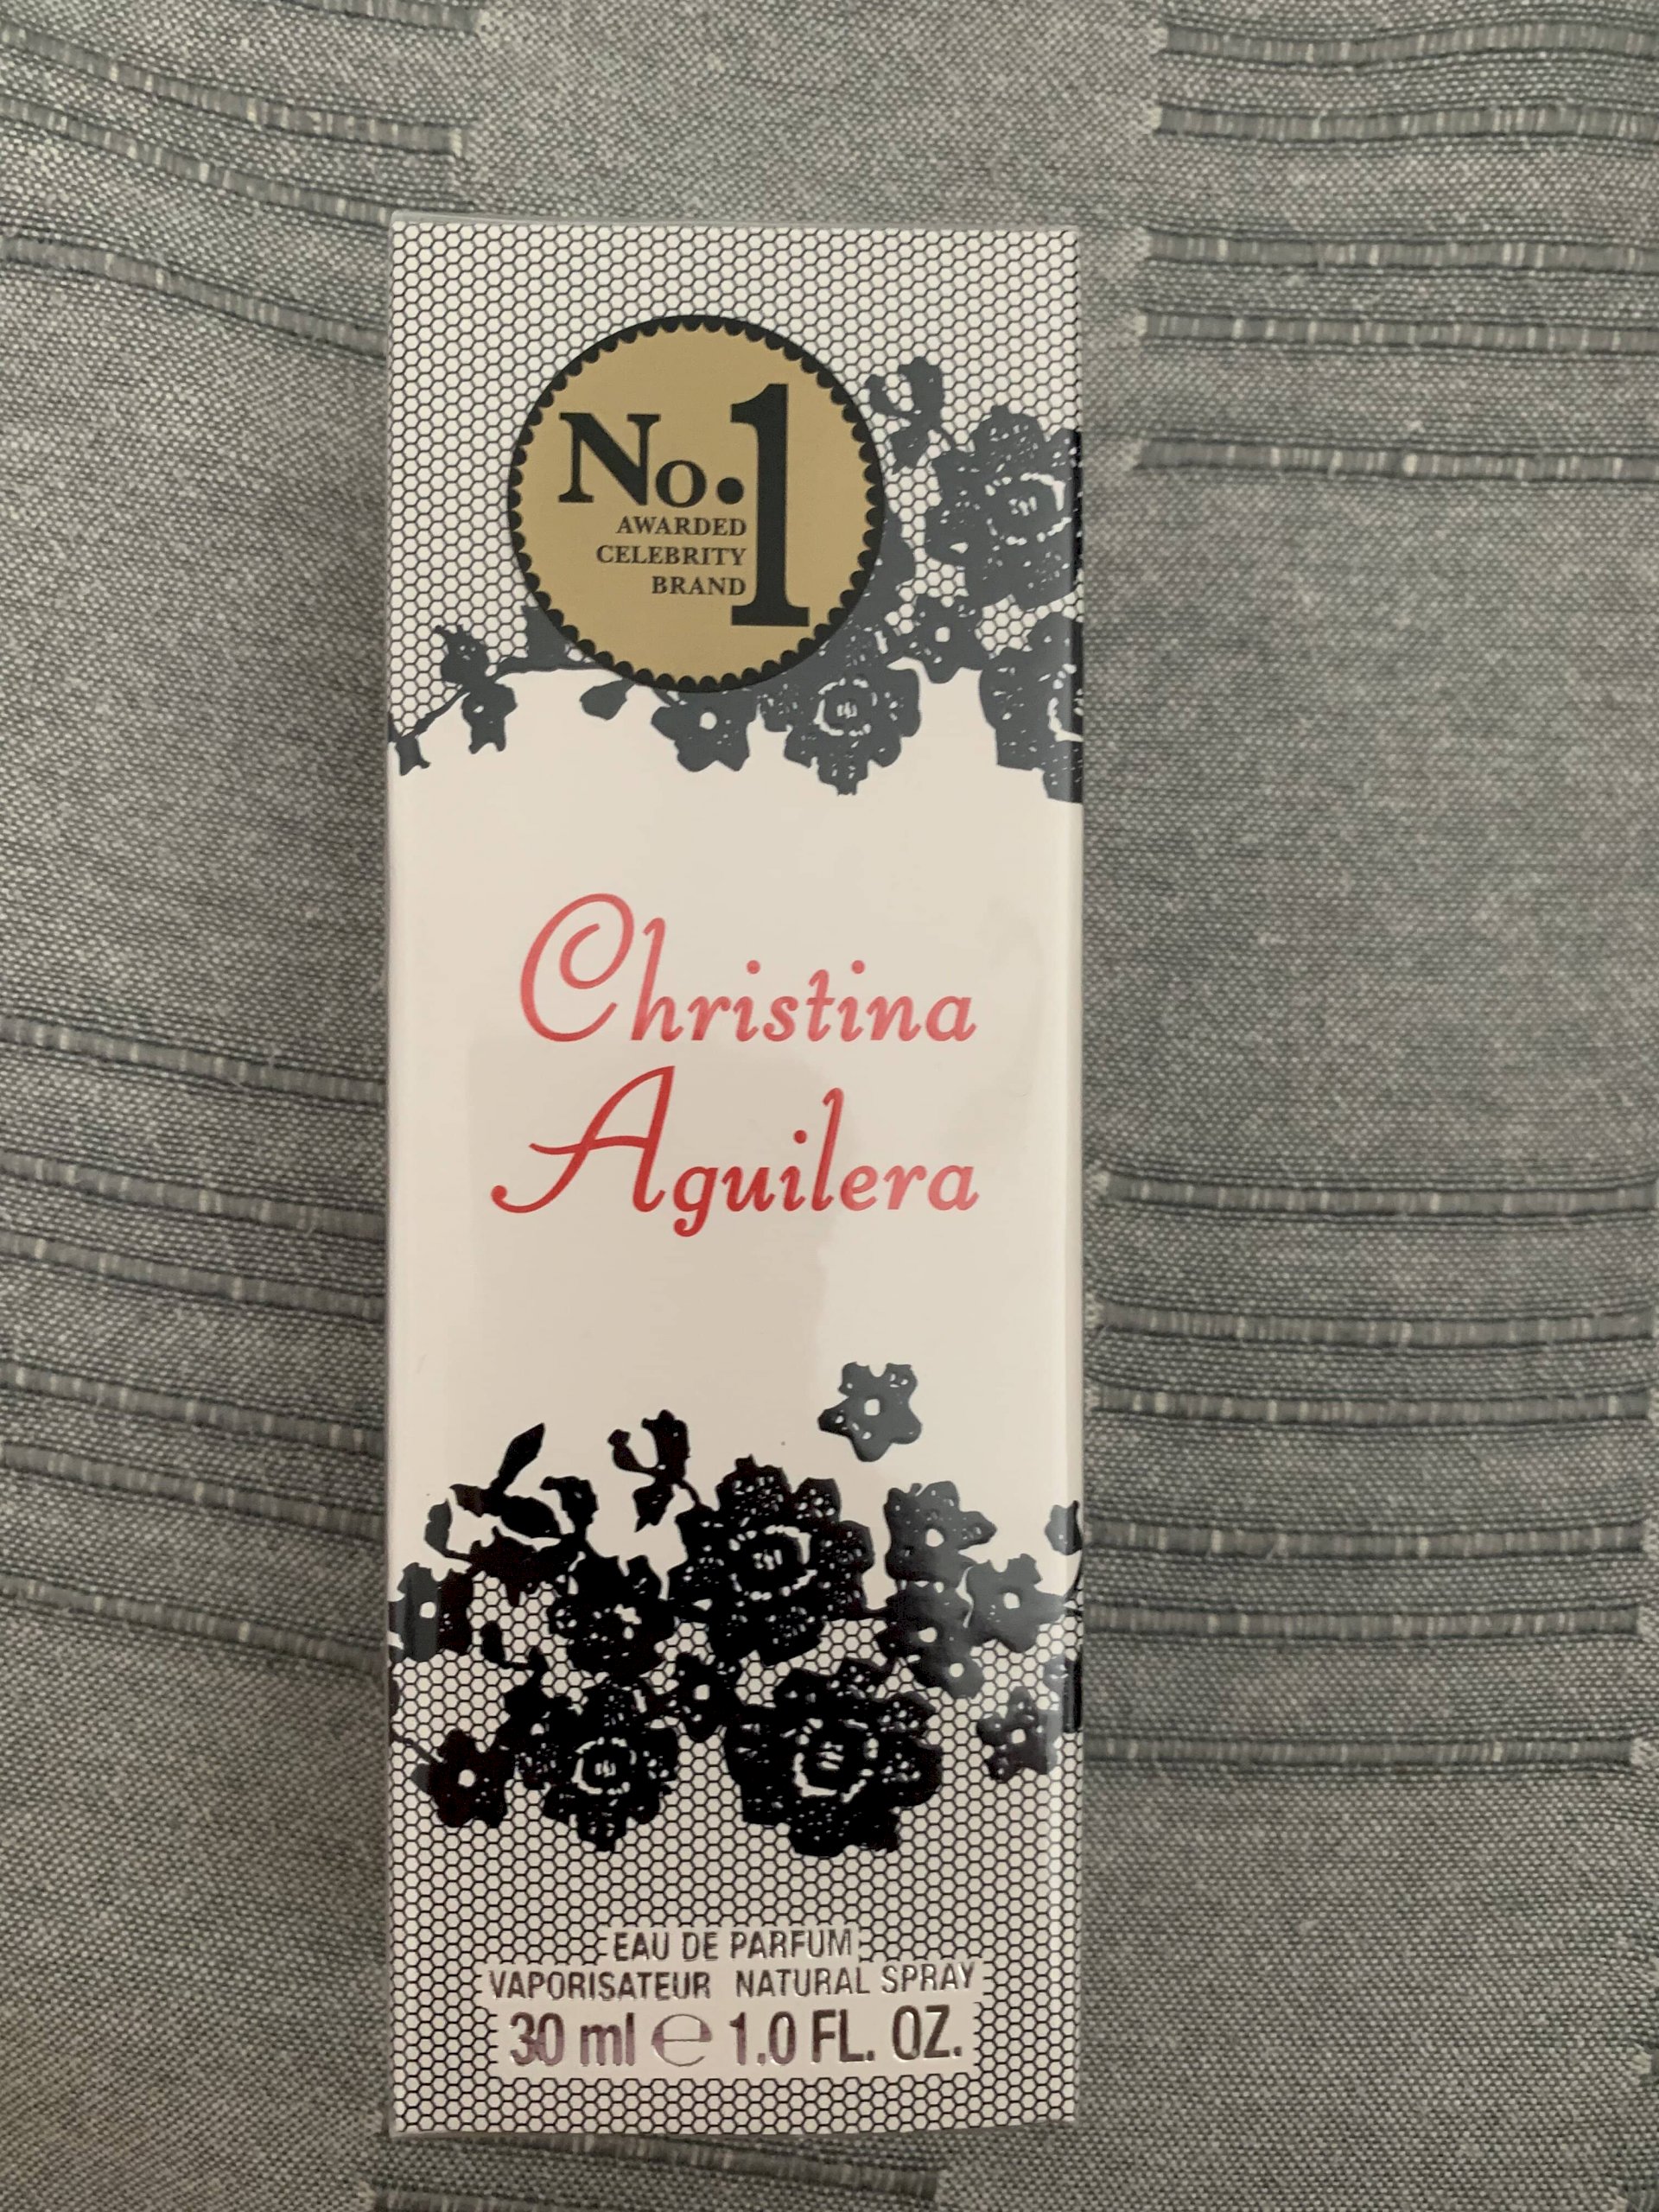 No.1
AWARDED
CELEBRITY
BRAND
Christina
Aguilera
EAU DE PARFUM
VAPORISATEUR NATURAL SPRAY
30 ml ℮ 1.0 FL. OZ.